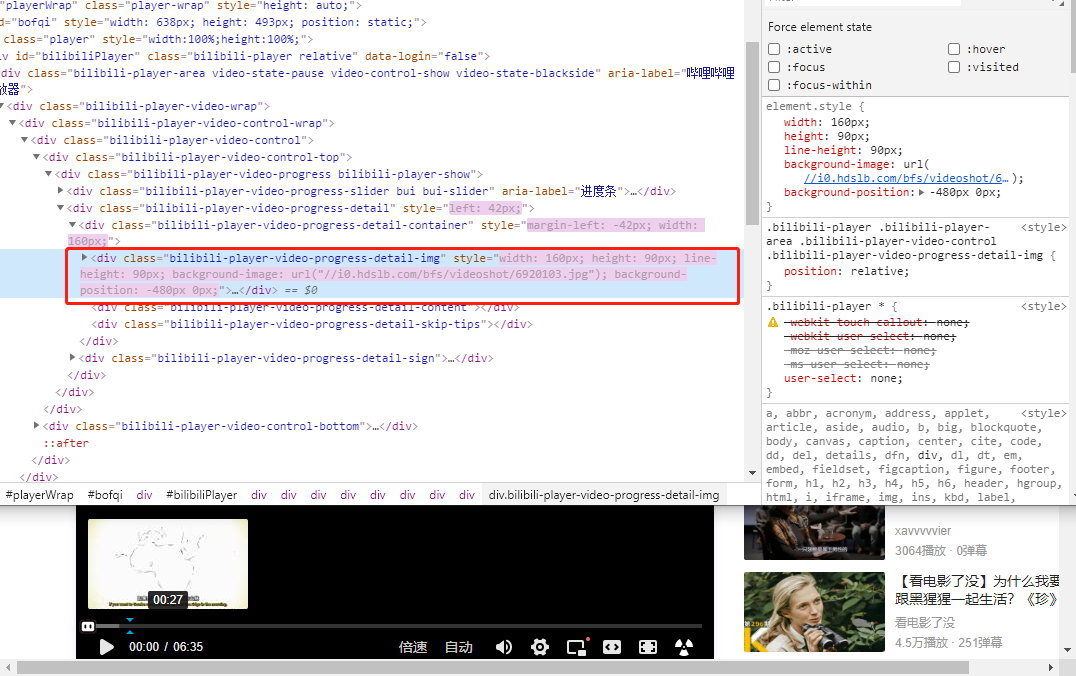 "playerWrap" class="player-wrap" style="height: auto;">
d="bofqi" style="width: 638px; height: 493px; position: static;">
class="player" style="width:100%;height:100%;">
v id="bilibiliPlayer" class="bilibili-player relative" data-login="false">
div class="bilibili-player-area video-state-pause video-control-show video-state-blackside" aria-label="哔哩哔哩
放器">
▼<div class="bilibili-player-video-wrap">
▼<div class="bilibili-player-video-control-wrap">
▼<div class="bilibili-player-video-control">
▼<div class="bilibili-player-video-control-top">
▼<div class="bilibili-player-video-progress bilibili-player-show">
▶<div class="bilibili-player-video-progress-slider bui bui-slider" aria-label="进度条">…</div>
▼<div class="bilibili-player-video-progress-detail" style="left: 42px;">
▼<div class="bilibili-player-video-progress-detail-container" style="margin-left: -42px; width:
160px;">
▶<div class="bilibili-player-video-progress-detail-img" style="width: 160px; height: 90px; line-
height: 90px; background-image: url("//i0.hdslb.com/bfs/videoshot/6920103.jpg"); background-
position: -480px 0px;">…</div> == $0
<div class="bilibili-player-video-progress-detail-content"></div>
<div class="bilibili-player-video-progress-detail-skip-tips"></div>
</div>
▶<div class="bilibili-player-video-progress-detail-sign">…</div>
</div>
</div>
</div>
▶<div class="bilibili-player-video-control-bottom">…</div>
::after
</div>
</div>
#playerWrap #bofqi div #bilibiliPlayer div div div div div div div div div.bilibili-player-video-progress-detail-img
Force element state
:active :hover
:focus :visited
:focus-within
element.style {
width: 160px;
height: 90px;
line-height: 90px;
background-image: url(
//i0.hdslb.com/bfs/videoshot/6…);
background-position:▶-480px 0px;
}
.bilibili-player .bilibili-player- <style>
area .bilibili-player-video-control
.bilibili-player-video-progress-detail-img {
position: relative;
}
.bilibili-player * { <style>
-webkit-touch-callout: none;
-webkit-user-select: none;
-moz-user-select: none;
-ms-user-select: none;
user-select: none;
}
a, abbr, acronym, address, applet, <style>
article, aside, audio, b, big, blockquote,
body, canvas, caption, center, cite, code,
dd, del, details, dfn, div, dl, dt, em,
embed, fieldset, figcaption, figure, footer,
form, h1, h2, h3, h4, h5, h6, header, hgroup,
html, i, iframe, img, ins, kbd, label,
00:27
00:00 / 06:35
倍速 自动
xavvvvvier
3064播放 · 0弹幕
【看电影了没】为什么我要
跟黑猩猩一起生活？《珍》
看电影了没
4.5万播放 · 251弹幕